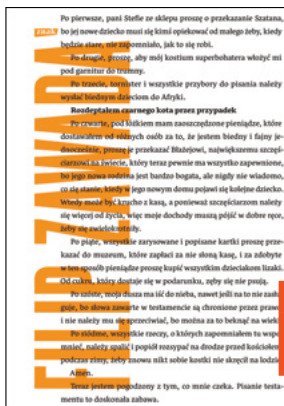 Po pierwsze, pani Stefie ze sklepu proszę o przekazanie Szatana,
bo jej nowe dziecko musi się kimś opiekować od małego żeby, kiedy
będzie stare, nie zapomniało, jak to się robi.
Po drugie, proszę, aby mój kostium superbohatera włożyć mi
pod garnitur do trumny.
Po trzecie, tornister i wszystkie przybory do pisania należy
wysłać biednym dzieciom do Afryki.
Rozdeptałem czarnego kota przez przypadek
Po czwarte, pod łóżkiem mam zaoszczędzone pieniądze, które
dostawałem od różnych osób za to, że jestem biedny i fajny je-
dnocześnie, proszę je przekazać Błażejowi, największemu szczęś-
ciarzowi na świecie, który teraz pewnie ma wszystko zapewnione,
bo jego nowa rodzina jest bardzo bogata, ale nigdy nie wiadomo,
co się stanie, kiedy w jego nowym domu pojawi się kolejne dziecko.
Wtedy może być krucho z kasą, a ponieważ szczęściarzom należy
się więcej od życia, więc moje dochody muszą pójść w dobre ręce,
żeby się zwielokrotniły.
Po piąte, wszystkie zarysowane i popisane kartki proszę prze-
kazać do muzeum, które zapłaci za nie słoną kasę, i za zdobyte
w ten sposób pieniądze proszę kupić wszystkim dzieciakom lizaki.
Od cukru, który dostaje się w podarunku, zęby się nie psują.
Po szóste, moja dusza ma iść do nieba, nawet jeśli na to nie zasłu-
guje, bo słowa zawarte w testamencie są chronione przez prawo
i nie należy mu się sprzeciwiać, bo można za to beknąć na wieki.
Po siódme, wszystkie rzeczy, o których zapomniałem tu wspo-
mnieć, należy spalić i popiół rozsypać na drodze przed kościołem
podczas zimy, żeby znowu nikt sobie kostki nie skręcił na lodzie.
Amen.
Teraz jestem pogodzony z tym, co mnie czeka. Pisanie testa-
mentu to doskonała zabawa.
FILIP ZAWADA
znak